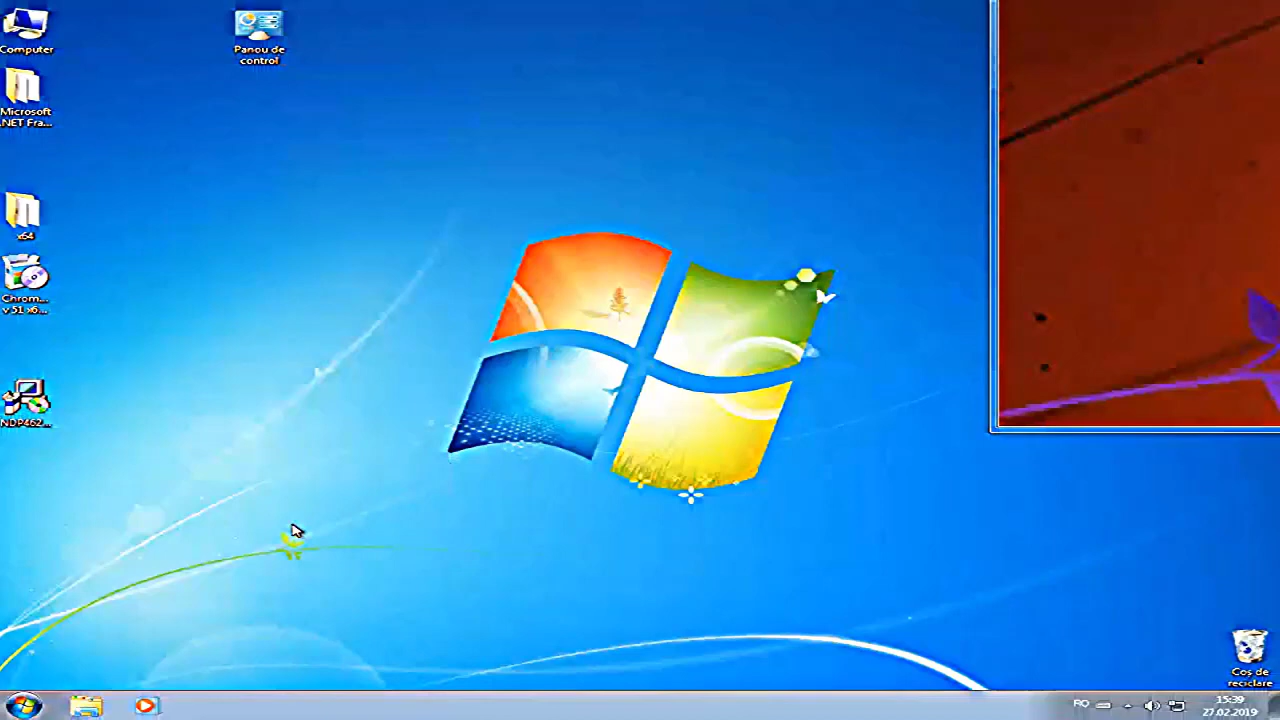 Computer
Panou de
control
Microsoft
.NET Fra...
x64
Chrom...
v 51 x6...
NDP462...
Coș de
reciclare
RO
15:39
27.02.2019